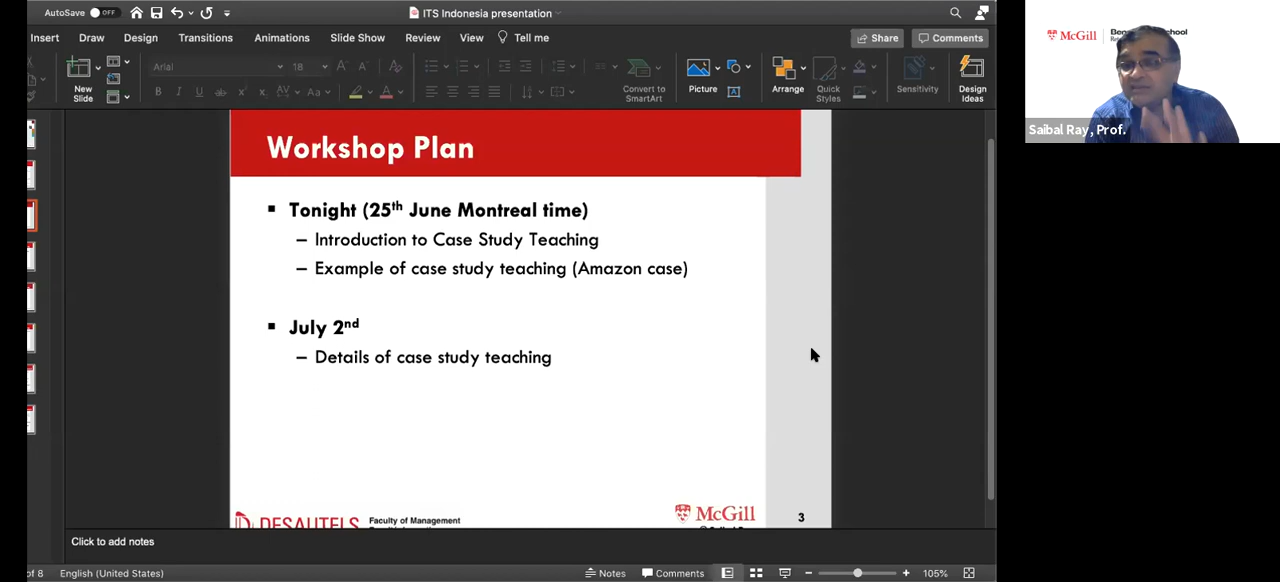 AutoSave OFF
ITS Indonesia presentation
Insert Draw Design Transitions Animations Slide Show Review View Tell me
Share Comments
New Slide
Arial 18
B I U ab
Convert to SmartArt
Picture
Arrange
Quick Styles
Sensitivity
Design Ideas
Workshop Plan
▪ Tonight (25th June Montreal time)
– Introduction to Case Study Teaching
– Example of case study teaching (Amazon case)
▪ July 2nd
– Details of case study teaching
DESAUTELS Faculty of Management
McGill
3
Click to add notes
of 8 English (United States) Notes Comments 105%
McGill
Saibal Ray, Prof.